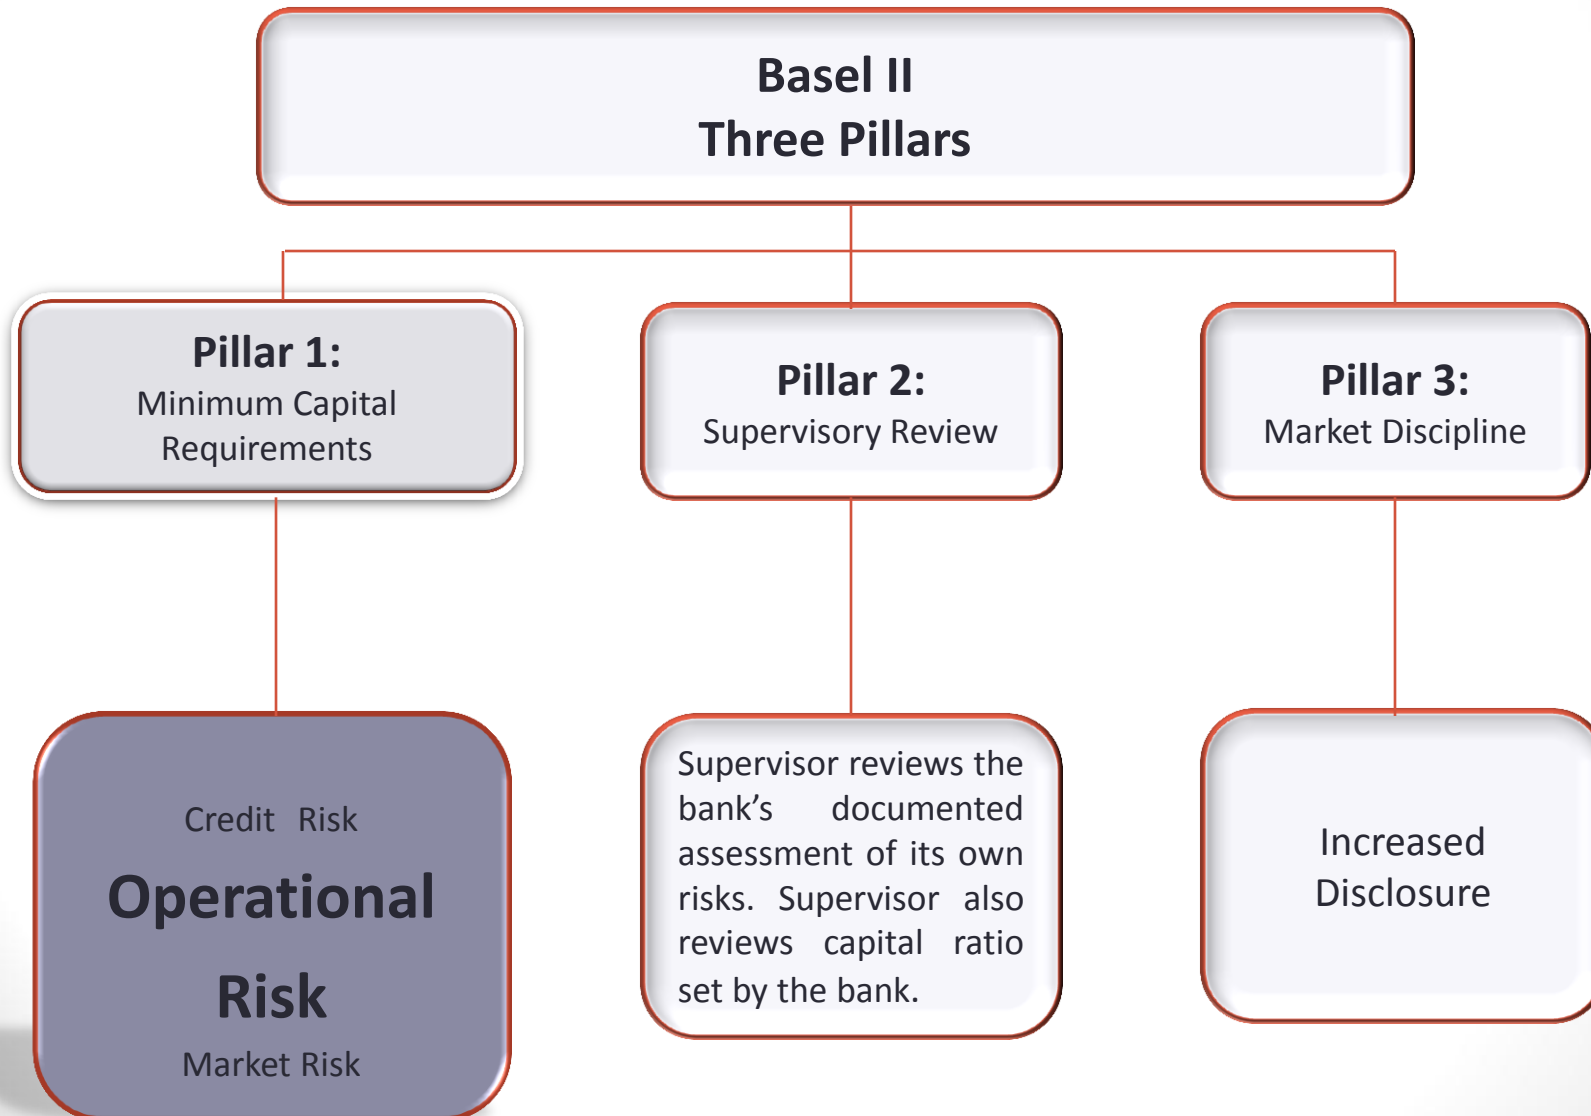 Basel II
Three Pillars
Pillar 1:
Minimum Capital
Requirements
Pillar 2:
Supervisory Review
Pillar 3:
Market Discipline
Credit Risk
Operational
Risk
Market Risk
Supervisor reviews the
bank’s documented
assessment of its own
risks. Supervisor also
reviews capital ratio
set by the bank.
Increased
Disclosure